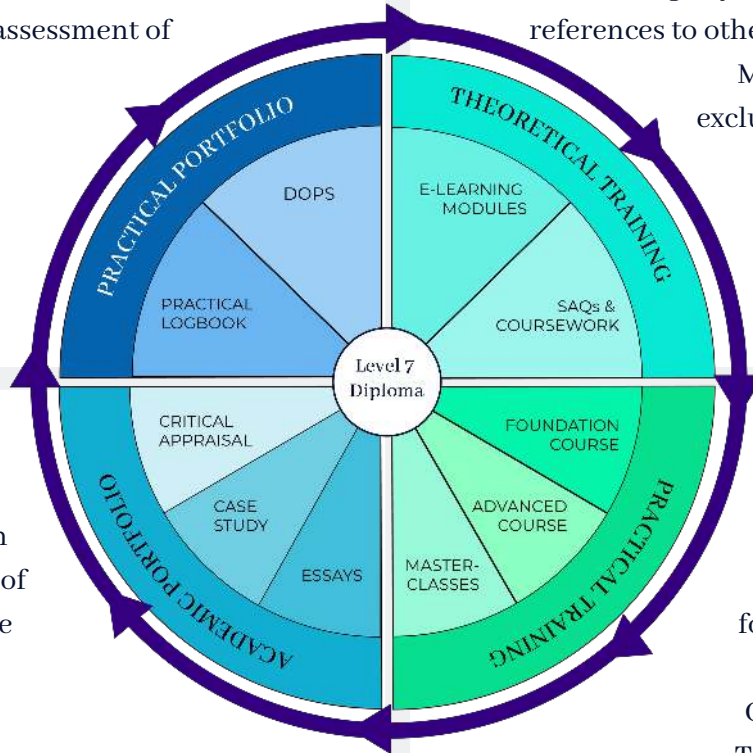 assessment of
references to othe
M
exclu
PRACTICAL PORTFOLIO
DOPS
PRACTICAL
LOGBOOK
THEORETICAL TRAINING
E-LEARNING
MODULES
SAQs &
COURSEWORK
Level 7
Diploma
CRITICAL
APPRAISAL
CASE
STUDY
ESSAYS
ACADEMIC PORTFOLIO
FOUNDATION
COURSE
ADVANCED
COURSE
MASTER-
CLASSES
PRACTICAL TRAINING
n
of
e
fo